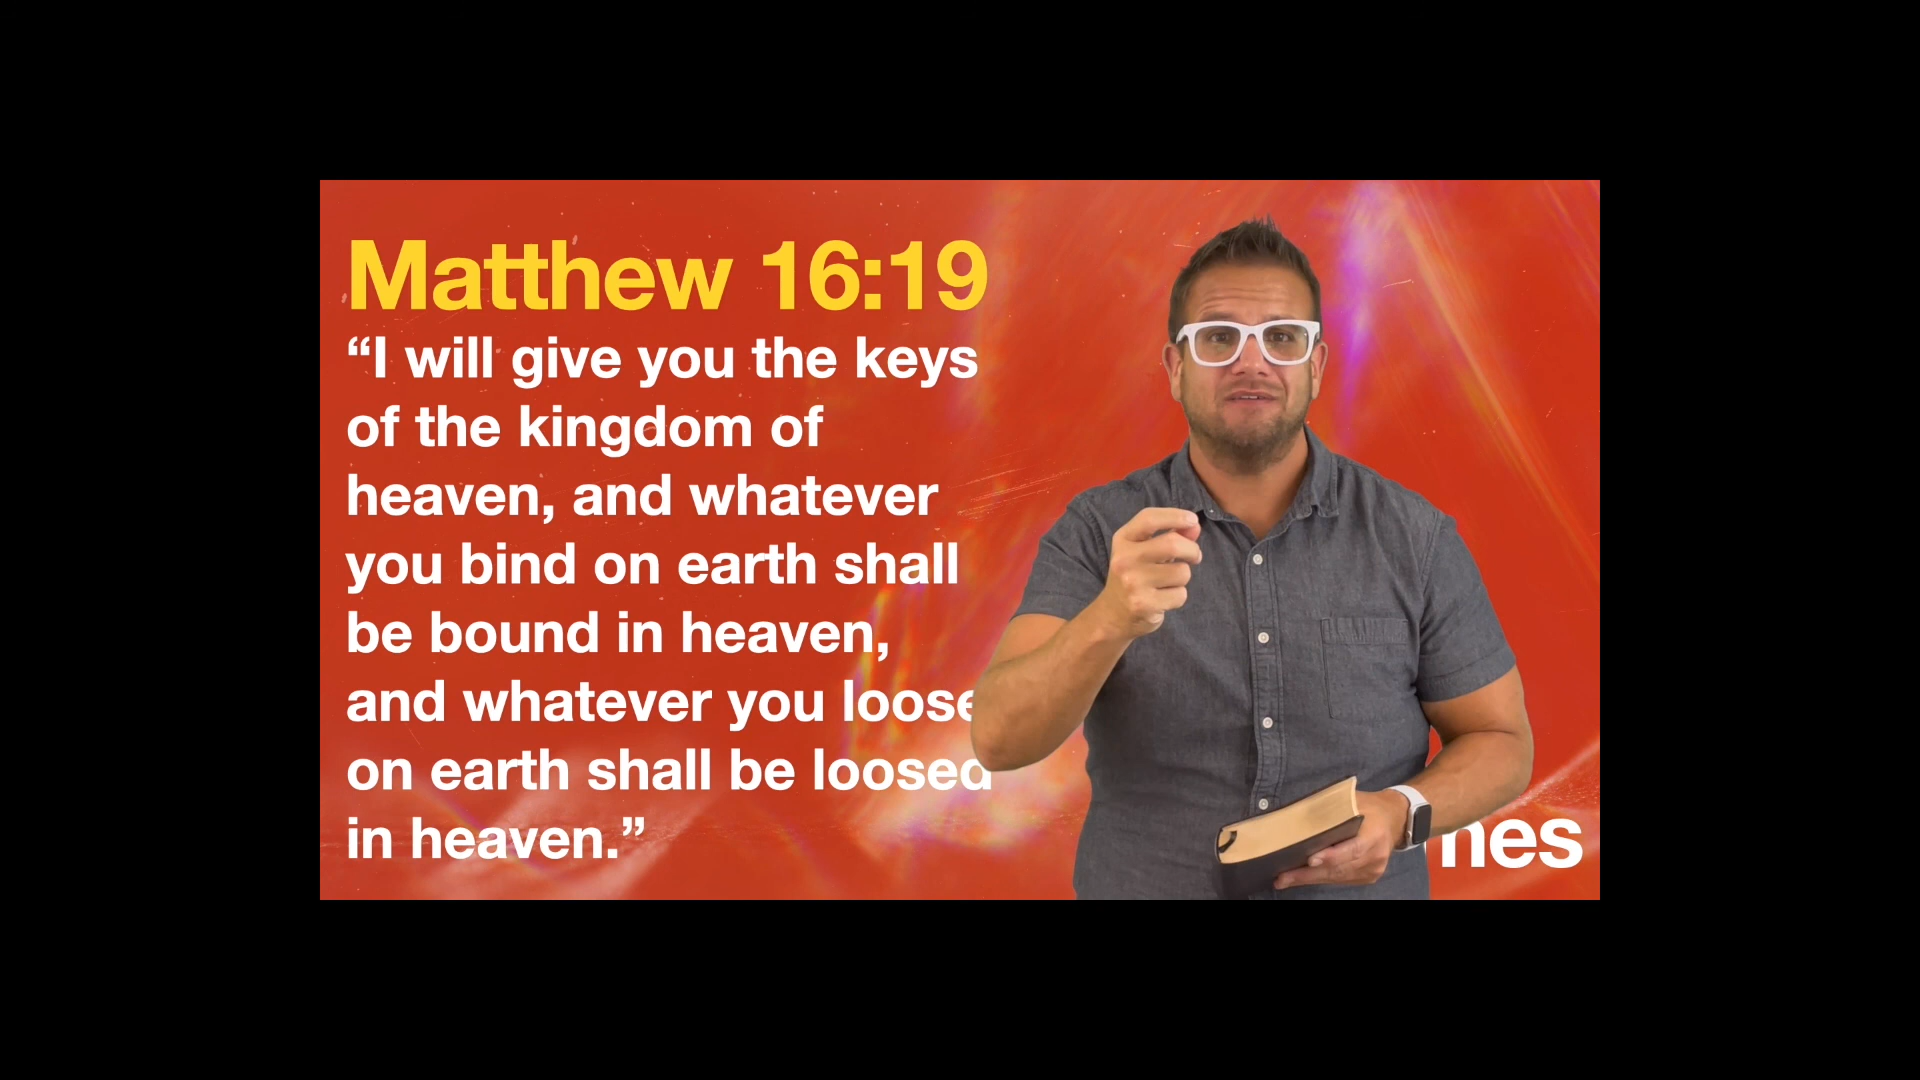 Matthew 16:19
“I will give you the keys
of the kingdom of
heaven, and whatever
you bind on earth shall
be bound in heaven,
and whatever you loose
on earth shall be loosed
in heaven.”